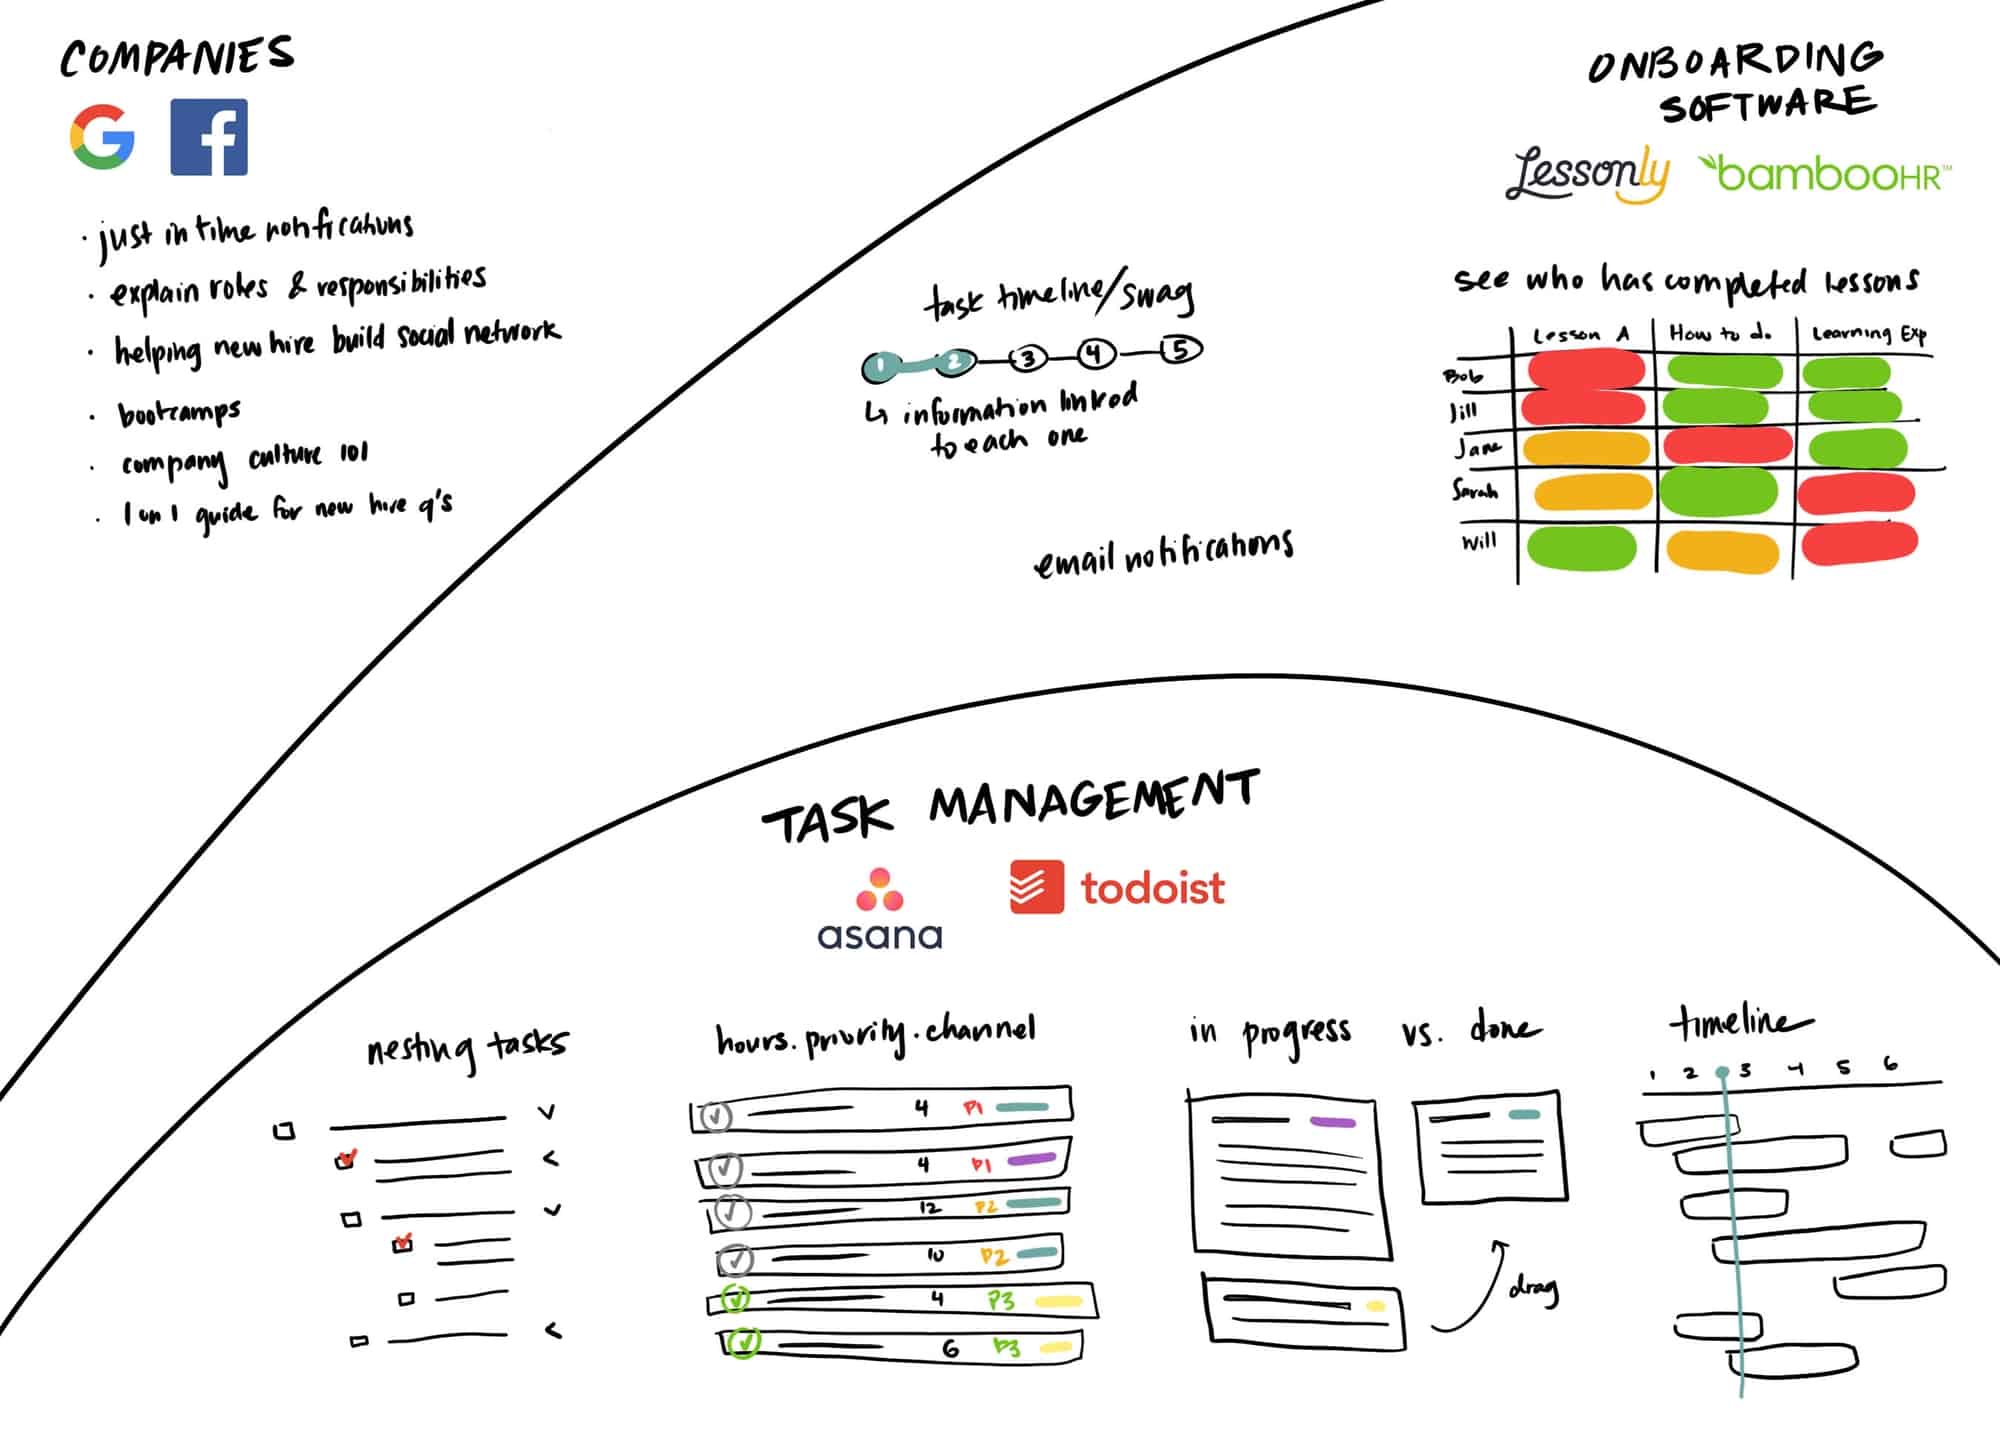 COMPANIES
G f
· just in time notifications
· explain roles & responsibilities
· helping new hire build social network
· bootcamps
· company culture 101
· 1 on 1 guide for new hire q's
ONBOARDING
SOFTWARE
Lessonly bambooHR™
task timeline/swag
1 2 3 4 5
↳ information linked
to each one
email notifications
see who has completed lessons
Lesson A How to do Learning Exp
Bob
Jill
Jane
Sarah
Will
TASK MANAGEMENT
asana todoist
nesting tasks
hours. priority. channel
4 P1
4 P1
12 P2
10 P2
4 P3
6 P3
in progress vs. done
drag
timeline
1 2 3 4 5 6